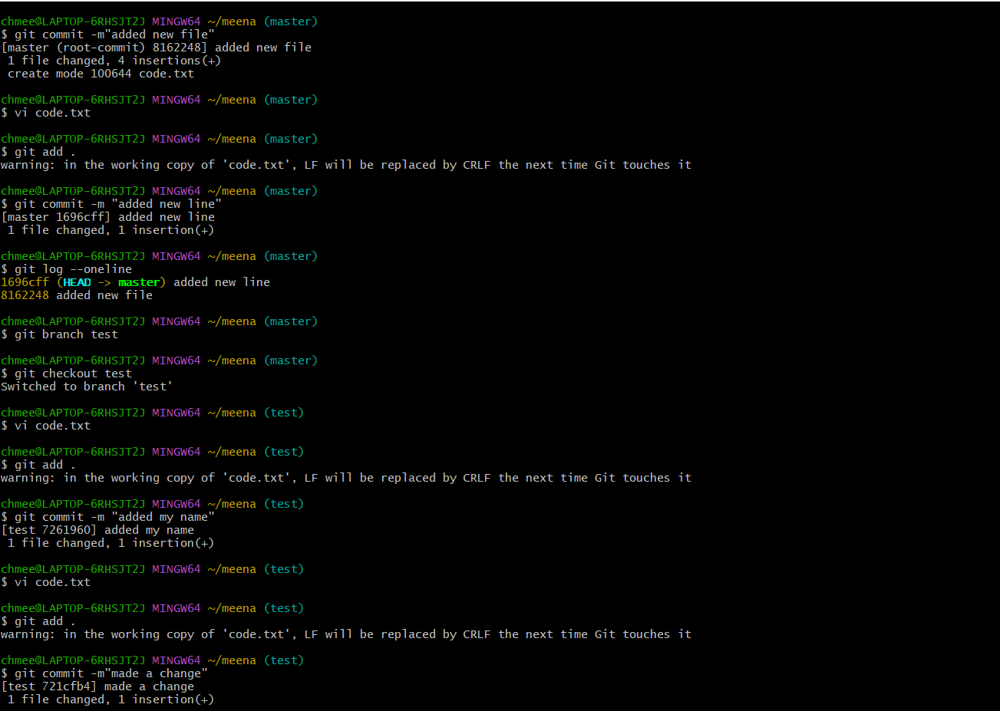 chmee@LAPTOP-6RHSJT2J MINGW64 ~/meena (master)
$ git commit -m"added new file"
[master (root-commit) 8162248] added new file
 1 file changed, 4 insertions(+)
 create mode 100644 code.txt

chmee@LAPTOP-6RHSJT2J MINGW64 ~/meena (master)
$ vi code.txt

chmee@LAPTOP-6RHSJT2J MINGW64 ~/meena (master)
$ git add .
warning: in the working copy of 'code.txt', LF will be replaced by CRLF the next time Git touches it

chmee@LAPTOP-6RHSJT2J MINGW64 ~/meena (master)
$ git commit -m "added new line"
[master 1696cff] added new line
 1 file changed, 1 insertion(+)

chmee@LAPTOP-6RHSJT2J MINGW64 ~/meena (master)
$ git log --oneline
1696cff (HEAD -> master) added new line
8162248 added new file

chmee@LAPTOP-6RHSJT2J MINGW64 ~/meena (master)
$ git branch test

chmee@LAPTOP-6RHSJT2J MINGW64 ~/meena (master)
$ git checkout test
Switched to branch 'test'

chmee@LAPTOP-6RHSJT2J MINGW64 ~/meena (test)
$ vi code.txt

chmee@LAPTOP-6RHSJT2J MINGW64 ~/meena (test)
$ git add .
warning: in the working copy of 'code.txt', LF will be replaced by CRLF the next time Git touches it

chmee@LAPTOP-6RHSJT2J MINGW64 ~/meena (test)
$ git commit -m "added my name"
[test 7261960] added my name
 1 file changed, 1 insertion(+)

chmee@LAPTOP-6RHSJT2J MINGW64 ~/meena (test)
$ vi code.txt

chmee@LAPTOP-6RHSJT2J MINGW64 ~/meena (test)
$ git add .
warning: in the working copy of 'code.txt', LF will be replaced by CRLF the next time Git touches it

chmee@LAPTOP-6RHSJT2J MINGW64 ~/meena (test)
$ git commit -m"made a change"
[test 721cfb4] made a change
 1 file changed, 1 insertion(+)